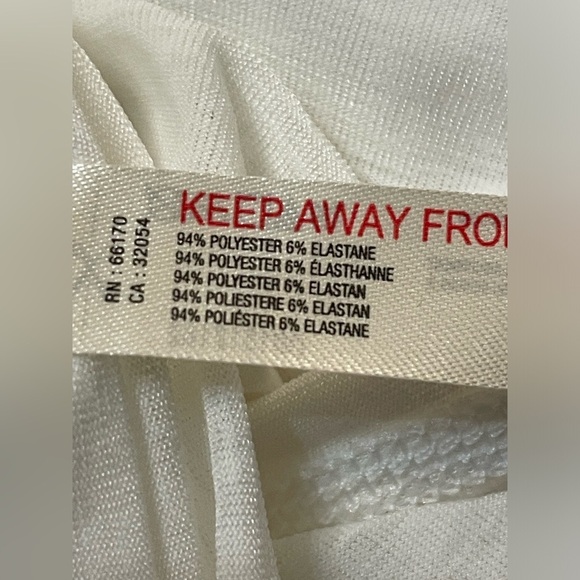 RN : 66170
CA : 32054
KEEP AWAY FRO
94% POLYESTER 6% ELASTANE
94% POLYESTER 6% ÉLASTHANNE
94% POLYESTER 6% ELASTAN
94% POLIESTERE 6% ELASTAN
94% POLIÉSTER 6% ELASTANE